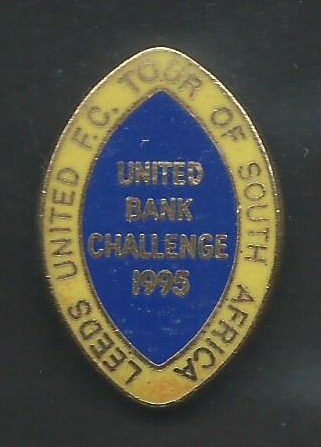 LEEDS UNITED F.C. TOUR OF SOUTH AFRICA
UNITED
BANK
CHALLENGE
1995